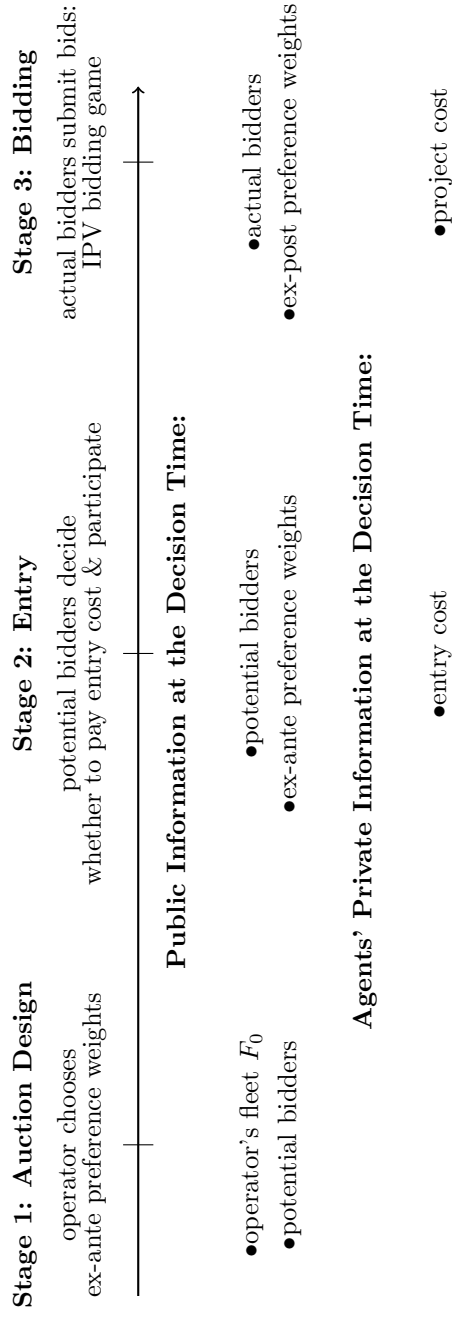 Stage 1: Auction Design
operator chooses
ex-ante preference weights
Stage 2: Entry
potential bidders decide
whether to pay entry cost & participate
Stage 3: Bidding
actual bidders submit bids:
IPV bidding game
Public Information at the Decision Time:
•operator's fleet F₀
•potential bidders
•potential bidders
•ex-ante preference weights
•actual bidders
•ex-post preference weights
Agents' Private Information at the Decision Time:
•entry cost
•project cost